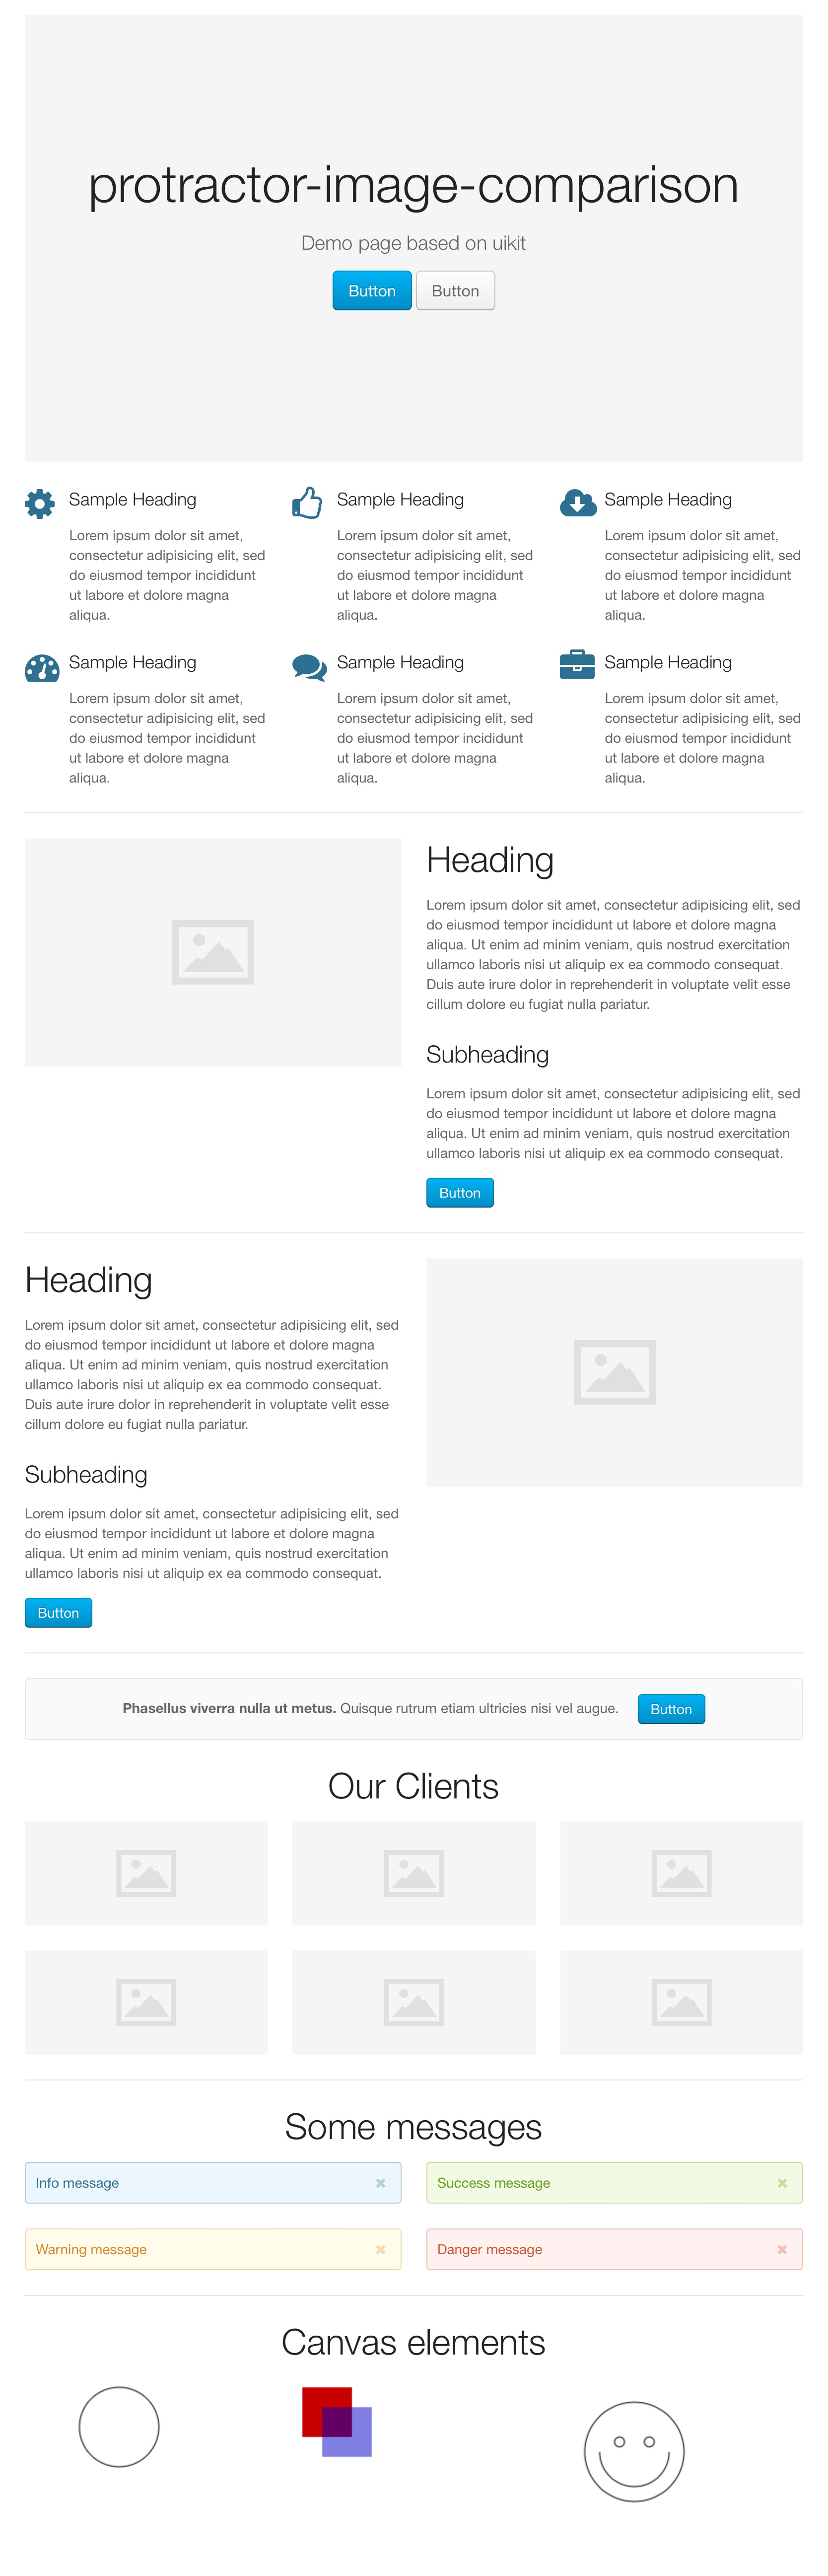 protractor-image-comparison
Demo page based on uikit
Button Button
Sample Heading
Lorem ipsum dolor sit amet,
consectetur adipisicing elit, sed
do eiusmod tempor incididunt
ut labore et dolore magna
aliqua.
Sample Heading
Lorem ipsum dolor sit amet,
consectetur adipisicing elit, sed
do eiusmod tempor incididunt
ut labore et dolore magna
aliqua.
Sample Heading
Lorem ipsum dolor sit amet,
consectetur adipisicing elit, sed
do eiusmod tempor incididunt
ut labore et dolore magna
aliqua.
Sample Heading
Lorem ipsum dolor sit amet,
consectetur adipisicing elit, sed
do eiusmod tempor incididunt
ut labore et dolore magna
aliqua.
Sample Heading
Lorem ipsum dolor sit amet,
consectetur adipisicing elit, sed
do eiusmod tempor incididunt
ut labore et dolore magna
aliqua.
Sample Heading
Lorem ipsum dolor sit amet,
consectetur adipisicing elit, sed
do eiusmod tempor incididunt
ut labore et dolore magna
aliqua.
Heading
Lorem ipsum dolor sit amet, consectetur adipisicing elit, sed
do eiusmod tempor incididunt ut labore et dolore magna
aliqua. Ut enim ad minim veniam, quis nostrud exercitation
ullamco laboris nisi ut aliquip ex ea commodo consequat.
Duis aute irure dolor in reprehenderit in voluptate velit esse
cillum dolore eu fugiat nulla pariatur.
Subheading
Lorem ipsum dolor sit amet, consectetur adipisicing elit, sed
do eiusmod tempor incididunt ut labore et dolore magna
aliqua. Ut enim ad minim veniam, quis nostrud exercitation
ullamco laboris nisi ut aliquip ex ea commodo consequat.
Button
Heading
Lorem ipsum dolor sit amet, consectetur adipisicing elit, sed
do eiusmod tempor incididunt ut labore et dolore magna
aliqua. Ut enim ad minim veniam, quis nostrud exercitation
ullamco laboris nisi ut aliquip ex ea commodo consequat.
Duis aute irure dolor in reprehenderit in voluptate velit esse
cillum dolore eu fugiat nulla pariatur.
Subheading
Lorem ipsum dolor sit amet, consectetur adipisicing elit, sed
do eiusmod tempor incididunt ut labore et dolore magna
aliqua. Ut enim ad minim veniam, quis nostrud exercitation
ullamco laboris nisi ut aliquip ex ea commodo consequat.
Button
Phasellus viverra nulla ut metus. Quisque rutrum etiam ultricies nisi vel augue. Button
Our Clients
Some messages
Info message
Success message
Warning message
Danger message
Canvas elements